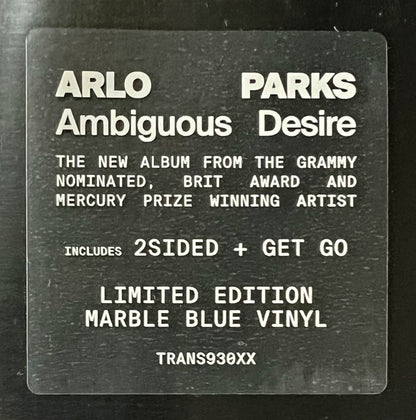 ARLO PARKS
Ambiguous Desire
THE NEW ALBUM FROM THE GRAMMY
NOMINATED, BRIT AWARD AND
MERCURY PRIZE WINNING ARTIST
INCLUDES 2SIDED + GET GO
LIMITED EDITION
MARBLE BLUE VINYL
TRANS930XX